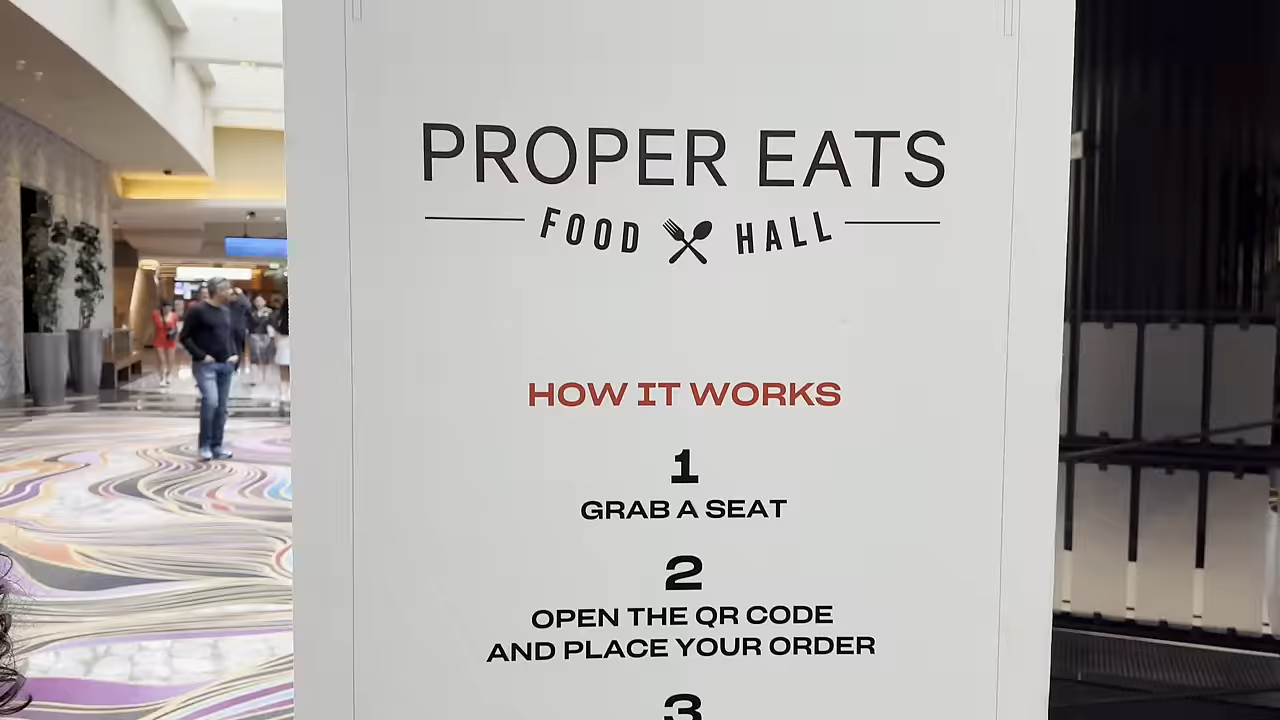 PROPER EATS
FOOD HALL
HOW IT WORKS
1
GRAB A SEAT
2
OPEN THE QR CODE
AND PLACE YOUR ORDER
3